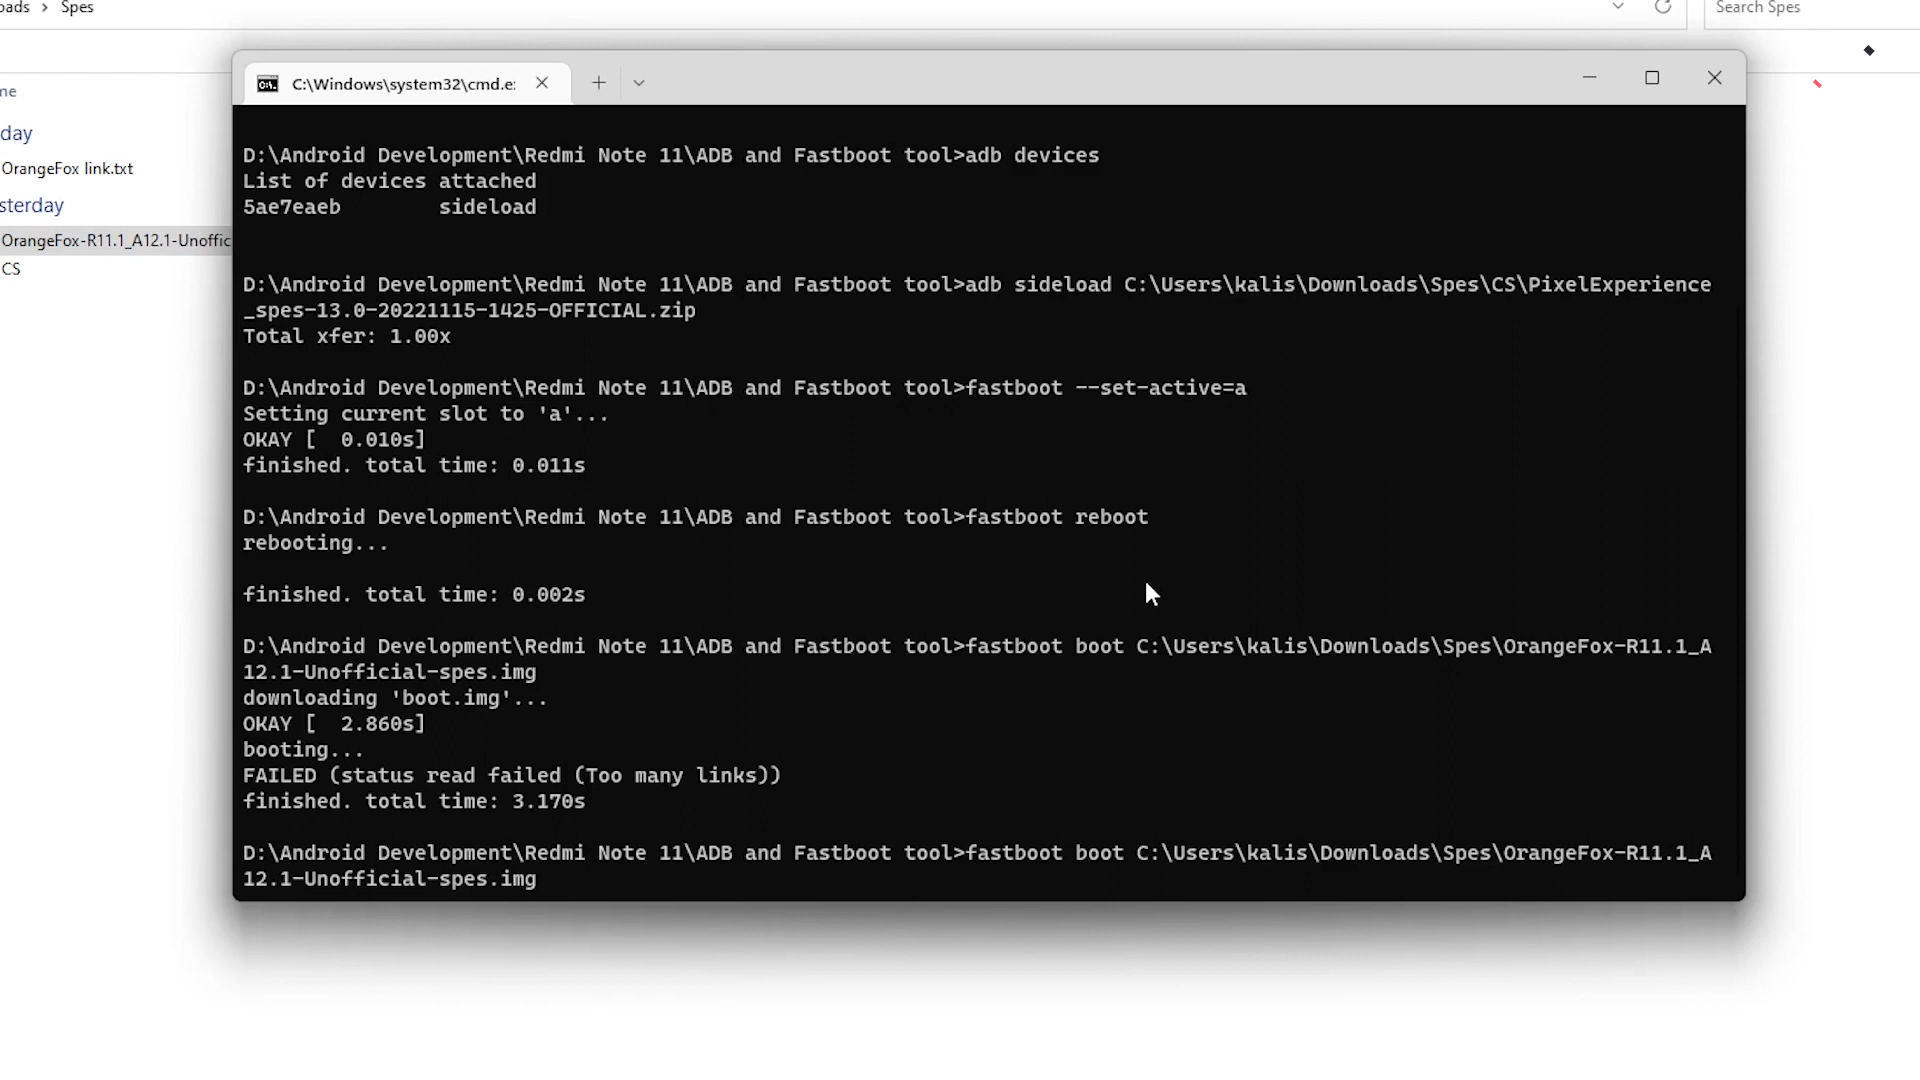 oads > Spes
Search Spes
C:\Windows\system32\cmd.e:
me
day
OrangeFox link.txt
sterday
OrangeFox-R11.1_A12.1-Unoffic
CS
D:\Android Development\Redmi Note 11\ADB and Fastboot tool>adb devices
List of devices attached
5ae7eaeb        sideload
D:\Android Development\Redmi Note 11\ADB and Fastboot tool>adb sideload C:\Users\kalis\Downloads\Spes\CS\PixelExperience
_spes-13.0-20221115-1425-OFFICIAL.zip
Total xfer: 1.00x
D:\Android Development\Redmi Note 11\ADB and Fastboot tool>fastboot --set-active=a
Setting current slot to 'a'...
OKAY [  0.010s]
finished. total time: 0.011s
D:\Android Development\Redmi Note 11\ADB and Fastboot tool>fastboot reboot
rebooting...
finished. total time: 0.002s
D:\Android Development\Redmi Note 11\ADB and Fastboot tool>fastboot boot C:\Users\kalis\Downloads\Spes\OrangeFox-R11.1_A
12.1-Unofficial-spes.img
downloading 'boot.img'...
OKAY [  2.860s]
booting...
FAILED (status read failed (Too many links))
finished. total time: 3.170s
D:\Android Development\Redmi Note 11\ADB and Fastboot tool>fastboot boot C:\Users\kalis\Downloads\Spes\OrangeFox-R11.1_A
12.1-Unofficial-spes.img